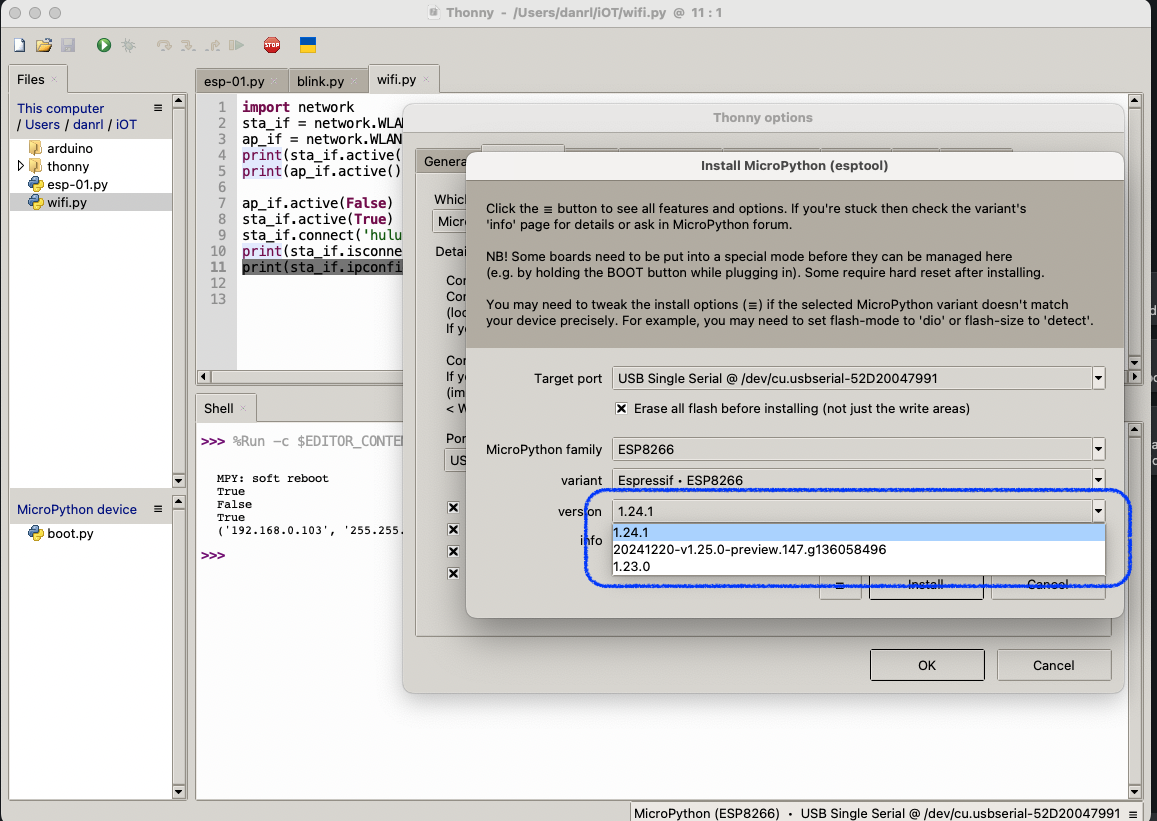 Thonny - /Users/danrl/iOT/wifi.py @ 11 : 1
STOP
Files
esp-01.py
blink.py
wifi.py
This computer
/ Users / danrl / iOT
arduino
thonny
esp-01.py
wifi.py
MicroPython device
boot.py
1 import network
2 sta_if = network.WLA
3 ap_if = network.WLAN
4 print(sta_if.active(
5 print(ap_if.active()
6
7 ap_if.active(False)
8 sta_if.active(True)
9 sta_if.connect('hulu
10 print(sta_if.isconne
11 print(sta_if.ipconfi
12
13
Shell
>>> %Run -c $EDITOR_CONTE
MPY: soft reboot
True
False
True
('192.168.0.103', '255.255.
>>>
Thonny options
Genera
Which
Micro
Detai
Co
(loc
If yo
If yo
(im
< W
Por
US
OK
Cancel
Install MicroPython (esptool)
Click the ≡ button to see all features and options. If you're stuck then check the variant's
'info' page for details or ask in MicroPython forum.
NB! Some boards need to be put into a special mode before they can be managed here
(e.g. by holding the BOOT button while plugging in). Some require hard reset after installing.
You may need to tweak the install options (≡) if the selected MicroPython variant doesn't match
your device precisely. For example, you may need to set flash-mode to 'dio' or flash-size to 'detect'.
Target port USB Single Serial @ /dev/cu.usbserial-52D20047991
Erase all flash before installing (not just the write areas)
MicroPython family ESP8266
variant Espressif • ESP8266
version 1.24.1
info
1.24.1
20241220-v1.25.0-preview.147.g136058496
1.23.0
Install
Cancel
MicroPython (ESP8266) • USB Single Serial @ /dev/cu.usbserial-52D20047991 ≡